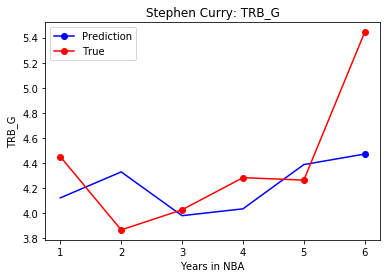 Stephen Curry: TRB_G
Prediction
True
5.4
5.2
5.0
4.8
4.6
4.4
4.2
4.0
3.8
TRB_G
1 2 3 4 5 6
Years in NBA